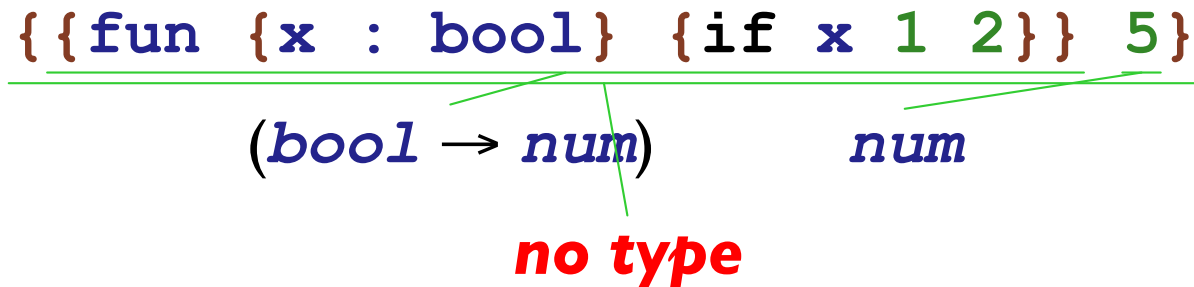 {{fun {x : bool} {if x 1 2}} 5}
(bool → num) num
no type